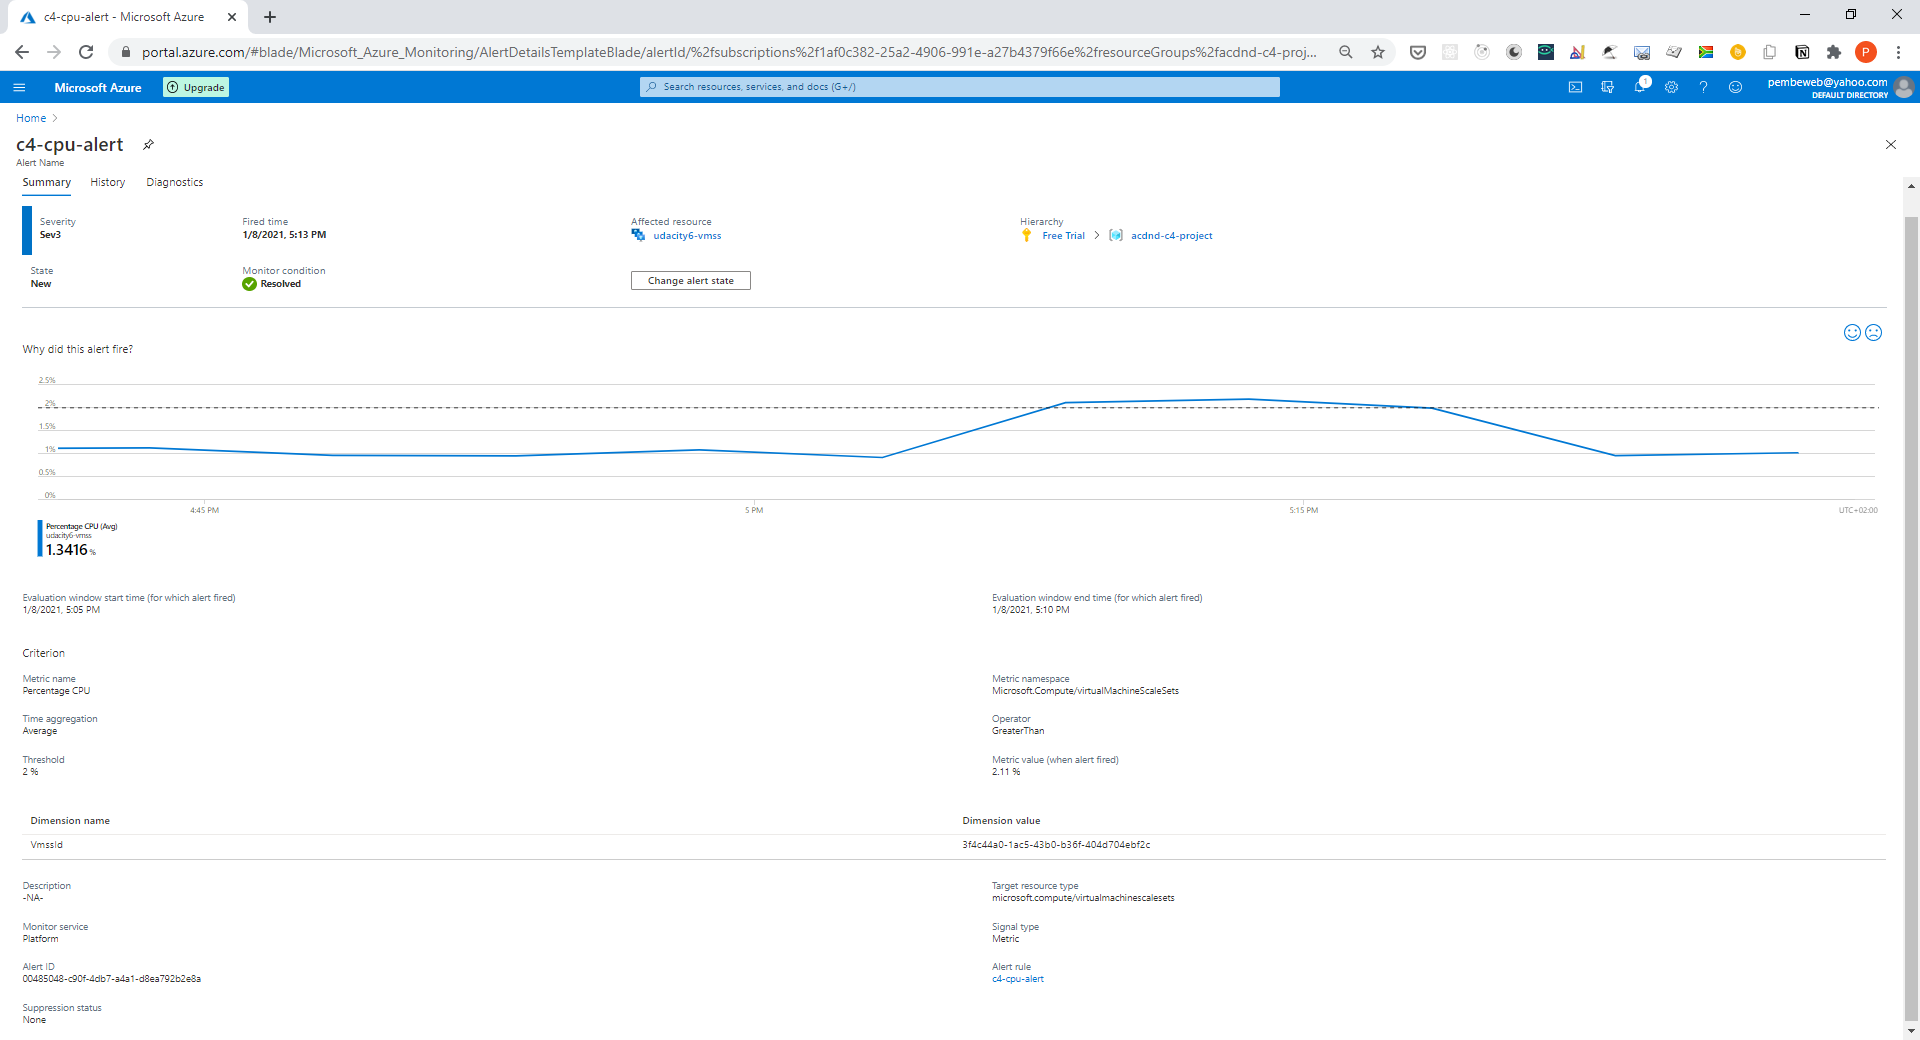 c4-cpu-alert - Microsoft Azure
portal.azure.com/#blade/Microsoft_Azure_Monitoring/AlertDetailsTemplateBlade/alertId/%2fsubscriptions%2f1af0c382-25a2-4906-991e-a27b4379f66e%2fresourceGroups%2facdnd-c4-proj...
P
Microsoft Azure
Upgrade
Search resources, services, and docs (G+/)
1
pembeweb@yahoo.com
DEFAULT DIRECTORY
Home
c4-cpu-alert
Alert Name
Summary History Diagnostics
Severity Fired time Affected resource Hierarchy
Sev3 1/8/2021, 5:13 PM udacity6-vmss Free Trial > acdnd-c4-project
State Monitor condition
New Resolved Change alert state
Why did this alert fire?
2.5%
2%
1.5%
1%
0.5%
0%
4:45 PM 5 PM 5:15 PM UTC+02:00
Percentage CPU (Avg)
udacity6-vmss
1.3416 %
Evaluation window start time (for which alert fired) Evaluation window end time (for which alert fired)
1/8/2021, 5:05 PM 1/8/2021, 5:10 PM
Criterion
Metric name Metric namespace
Percentage CPU Microsoft.Compute/virtualMachineScaleSets
Time aggregation Operator
Average GreaterThan
Threshold Metric value (when alert fired)
2 % 2.11 %
Dimension name Dimension value
VmssId 3f4c44a0-1ac5-43b0-b36f-404d704ebf2c
Description Target resource type
-NA- microsoft.compute/virtualmachinescalesets
Monitor service Signal type
Platform Metric
Alert ID Alert rule
00485048-c90f-4db7-a4a1-d8ea792b2e8a c4-cpu-alert
Suppression status
None